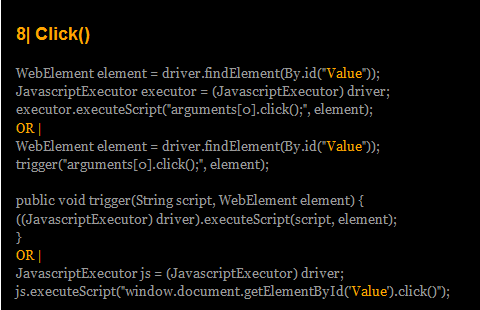 8| Click()
WebElement element = driver.findElement(By.id("Value"));
JavascriptExecutor executor = (JavascriptExecutor) driver;
executor.executeScript("arguments[0].click();", element);
OR |
WebElement element = driver.findElement(By.id("Value"));
trigger("arguments[0].click();", element);
public void trigger(String script, WebElement element) {
((JavascriptExecutor) driver).executeScript(script, element);
}
OR |
JavascriptExecutor js = (JavascriptExecutor) driver;
js.executeScript("window.document.getElementById('Value').click()");